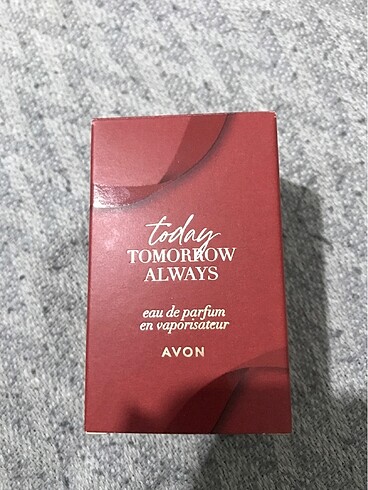 today
TOMORROW
ALWAYS
eau de parfum
en vaporisateur
AVON